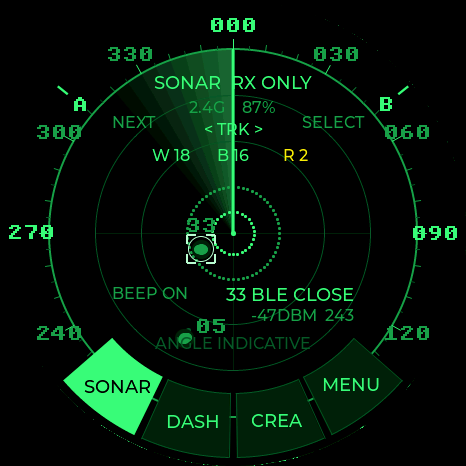 000
330 030
SONAR RX ONLY
A 2.4G 87% B
NEXT < TRK > SELECT
300 060
W 18 B 16 R 2
33
270 090
BEEP ON 33 BLE CLOSE
-47DBM 243
240 05 120
ANGLE INDICATIVE
SONAR DASH CREA MENU